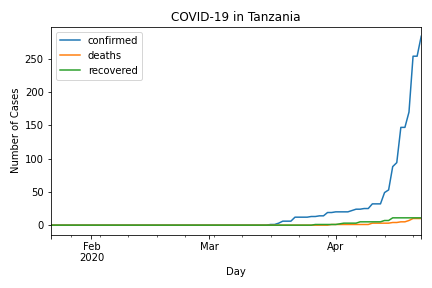 COVID-19 in Tanzania
confirmed
deaths
recovered
Number of Cases
250
200
150
100
50
0
Feb
2020
Mar
Apr
Day